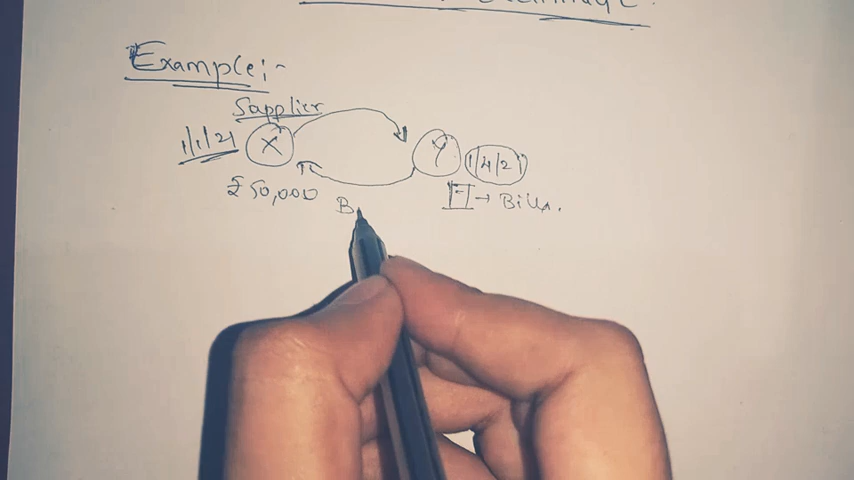 Example:-
Supplier
1/1/21 X Y 1/4/21
₹50,000 B → Bills.